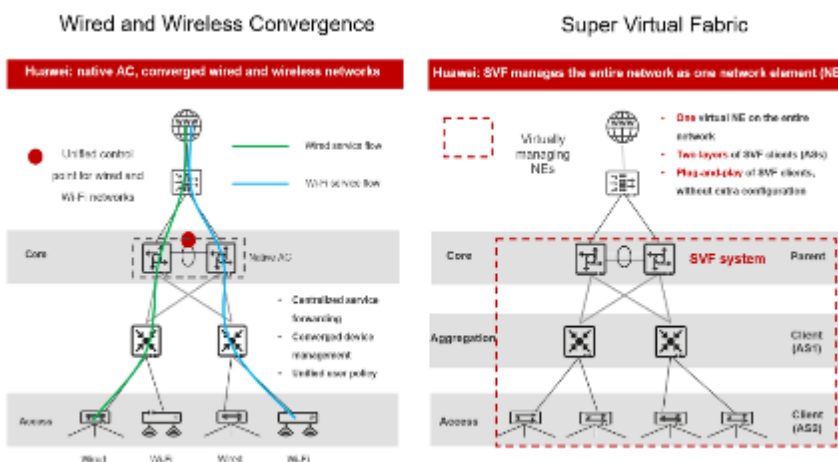 Wired and Wireless Convergence
Huawei: native AC, converged wired and wireless networks
WWW
Unified control
point for wired and
Wi-Fi networks
Wired service flow
Wi-Fi service flow
Core
Native AC
• Centralized service
forwarding
• Converged device
management
• Unified user policy
Access
Wired
Wi-Fi
Wired
Wi-Fi
Super Virtual Fabric
Huawei: SVF manages the entire network as one network element (NE
WWW
Virtually
managing
NEs
• One virtual NE on the entire
network
• Two layers of SVF clients (ASs)
• Plug-and-play of SVF clients,
without extra configuration
Core
SVF system
Parent
Aggregation
Client
(AS1)
Access
Client